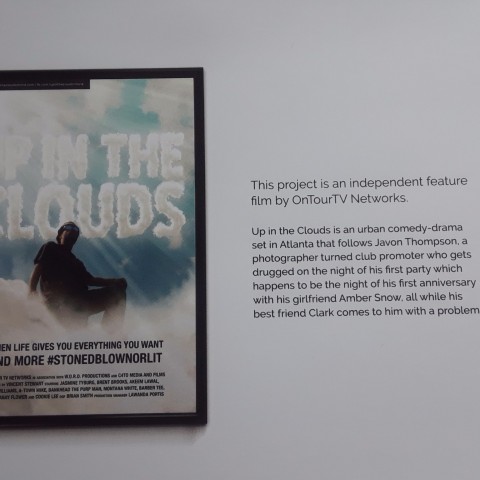 P IN THE
CLOUDS
EN LIFE GIVES YOU EVERYTHING YOU WANT
ND MORE #STONEDBLOWNORLIT
This project is an independent feature
film by OnTourTV Networks.
Up in the Clouds is an urban comedy-drama
set in Atlanta that follows Javon Thompson, a
photographer turned club promoter who gets
drugged on the night of his first party which
happens to be the night of his first anniversary
with his girlfriend Amber Snow, all while his
best friend Clark comes to him with a problem